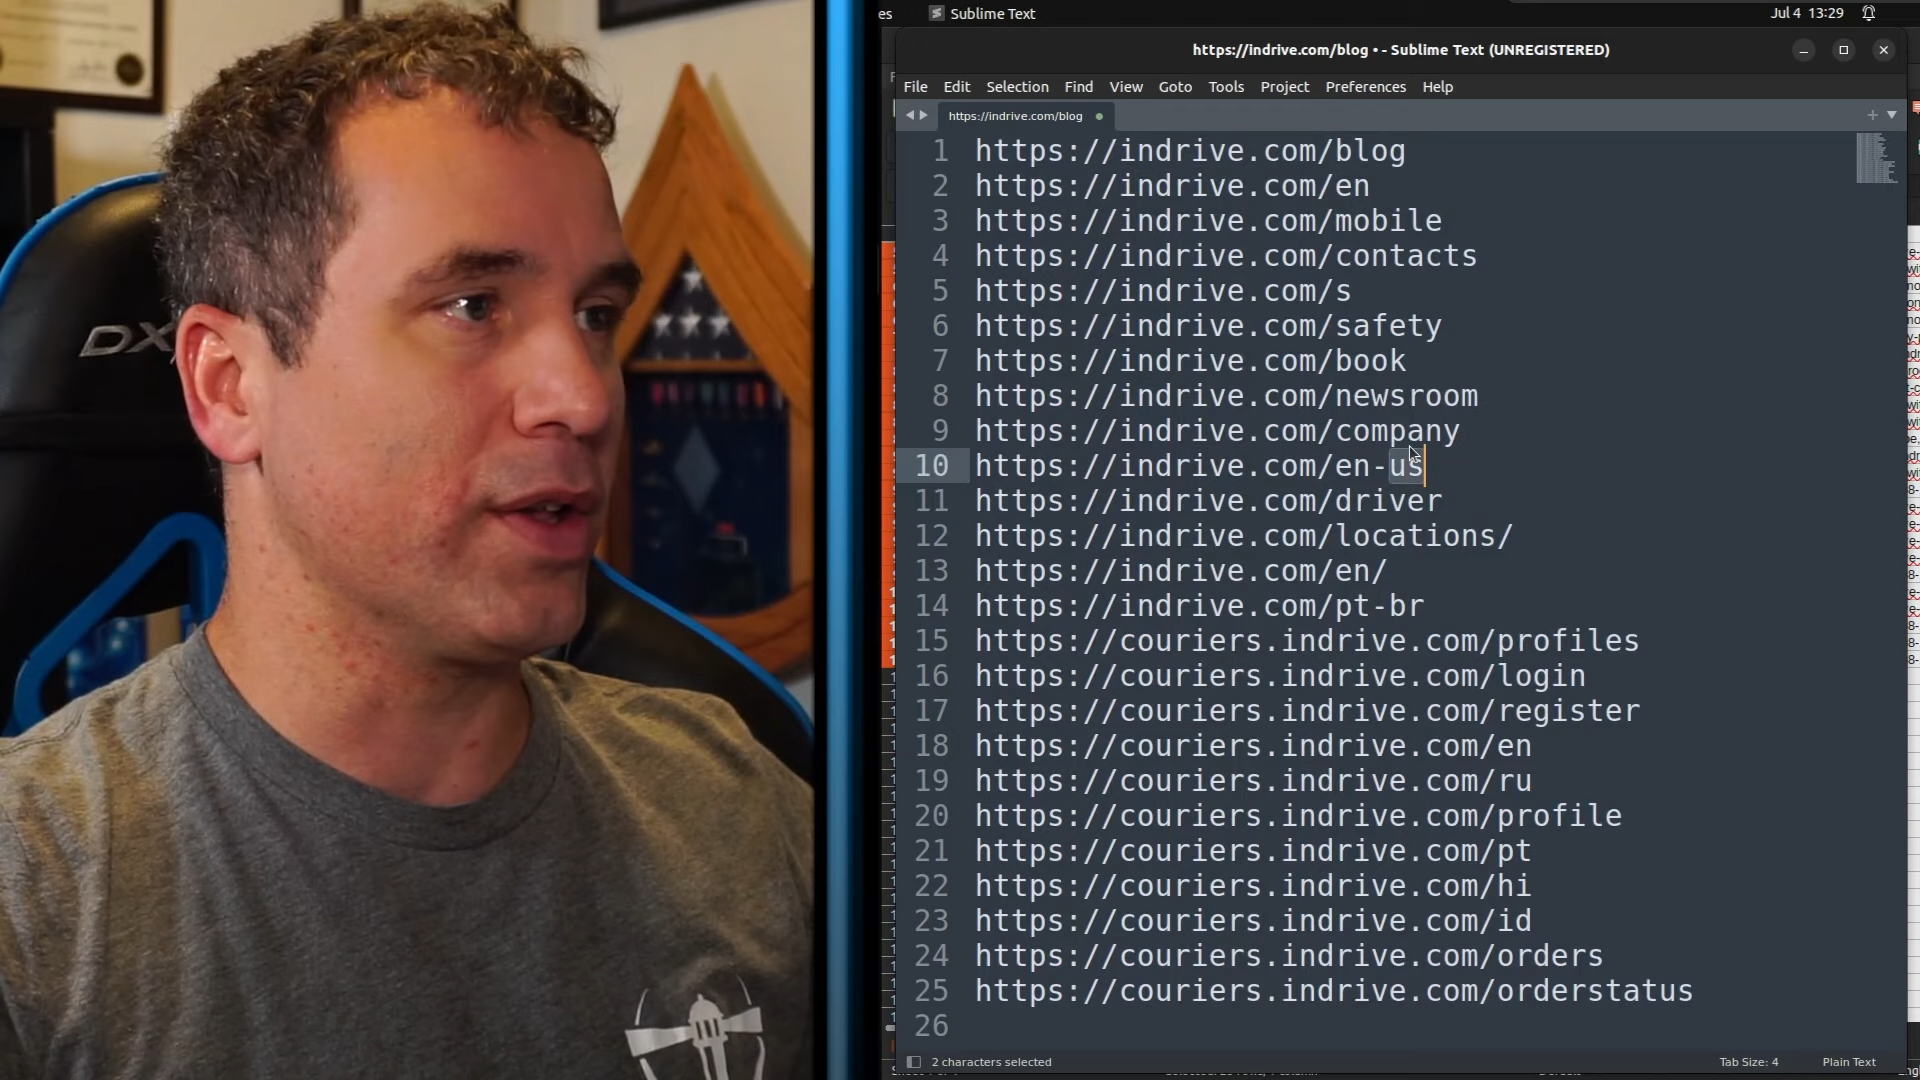 DX
es Sublime Text Jul 4 13:29
https://indrive.com/blog • - Sublime Text (UNREGISTERED)
File Edit Selection Find View Goto Tools Project Preferences Help
https://indrive.com/blog
1 https://indrive.com/blog
2 https://indrive.com/en
3 https://indrive.com/mobile
4 https://indrive.com/contacts
5 https://indrive.com/s
6 https://indrive.com/safety
7 https://indrive.com/book
8 https://indrive.com/newsroom
9 https://indrive.com/company
10 https://indrive.com/en-us
11 https://indrive.com/driver
12 https://indrive.com/locations/
13 https://indrive.com/en/
14 https://indrive.com/pt-br
15 https://couriers.indrive.com/profiles
16 https://couriers.indrive.com/login
17 https://couriers.indrive.com/register
18 https://couriers.indrive.com/en
19 https://couriers.indrive.com/ru
20 https://couriers.indrive.com/profile
21 https://couriers.indrive.com/pt
22 https://couriers.indrive.com/hi
23 https://couriers.indrive.com/id
24 https://couriers.indrive.com/orders
25 https://couriers.indrive.com/orderstatus
26
2 characters selected Tab Size: 4 Plain Text